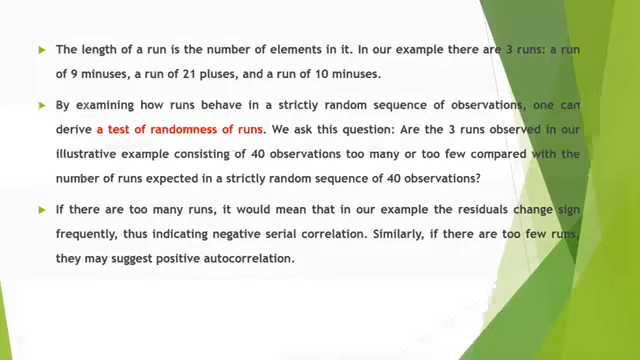 The length of a run is the number of elements in it. In our example there are 3 runs: a run
of 9 minuses, a run of 21 pluses, and a run of 10 minuses.
By examining how runs behave in a strictly random sequence of observations, one can
derive a test of randomness of runs. We ask this question: Are the 3 runs observed in our
illustrative example consisting of 40 observations too many or too few compared with the
number of runs expected in a strictly random sequence of 40 observations?
If there are too many runs, it would mean that in our example the residuals change sign
frequently, thus indicating negative serial correlation. Similarly, if there are too few runs,
they may suggest positive autocorrelation.